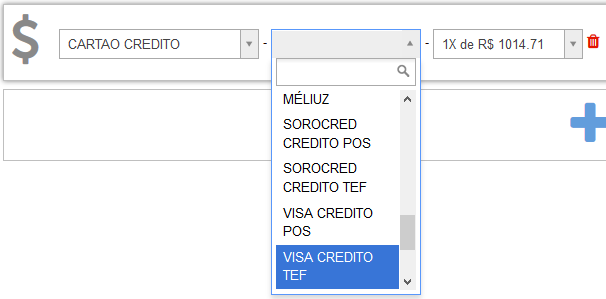 $ CARTAO CREDITO - - 1X de R$ 1014.71
MÉLIUZ
SOROCRED
CREDITO POS
SOROCRED
CREDITO TEF
VISA CREDITO
POS
VISA CREDITO
TEF